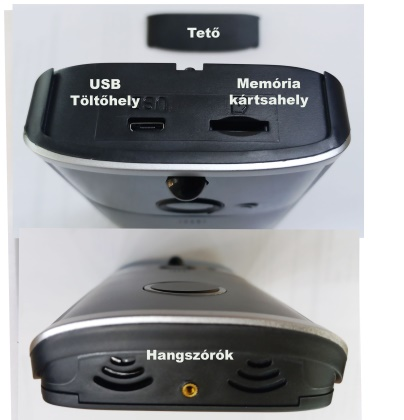 Tető
USB
Töltőhely
Memória
kártsahely
Hangszórók